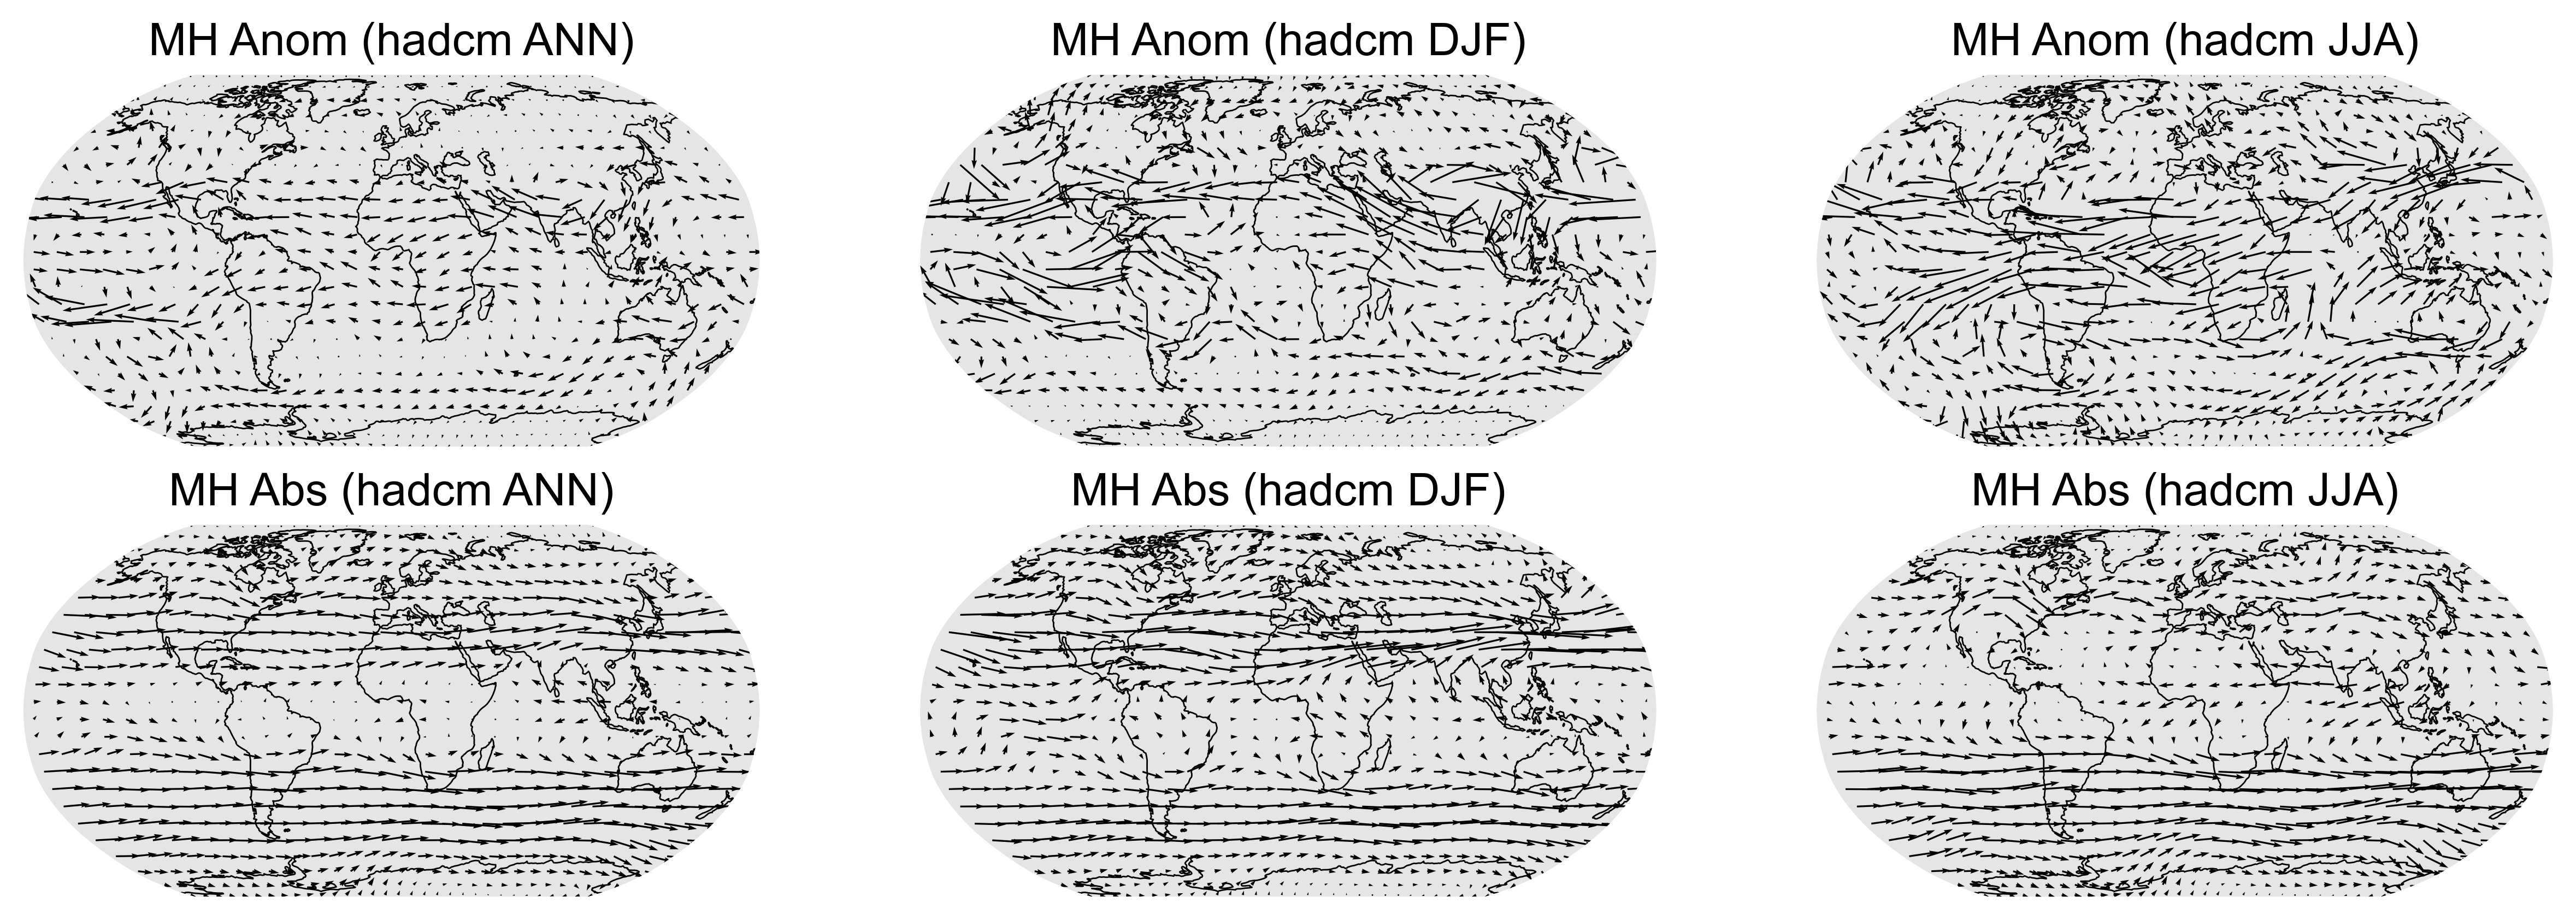 MH Anom (hadcm ANN)
MH Anom (hadcm DJF)
MH Anom (hadcm JJA)
MH Abs (hadcm ANN)
MH Abs (hadcm DJF)
MH Abs (hadcm JJA)